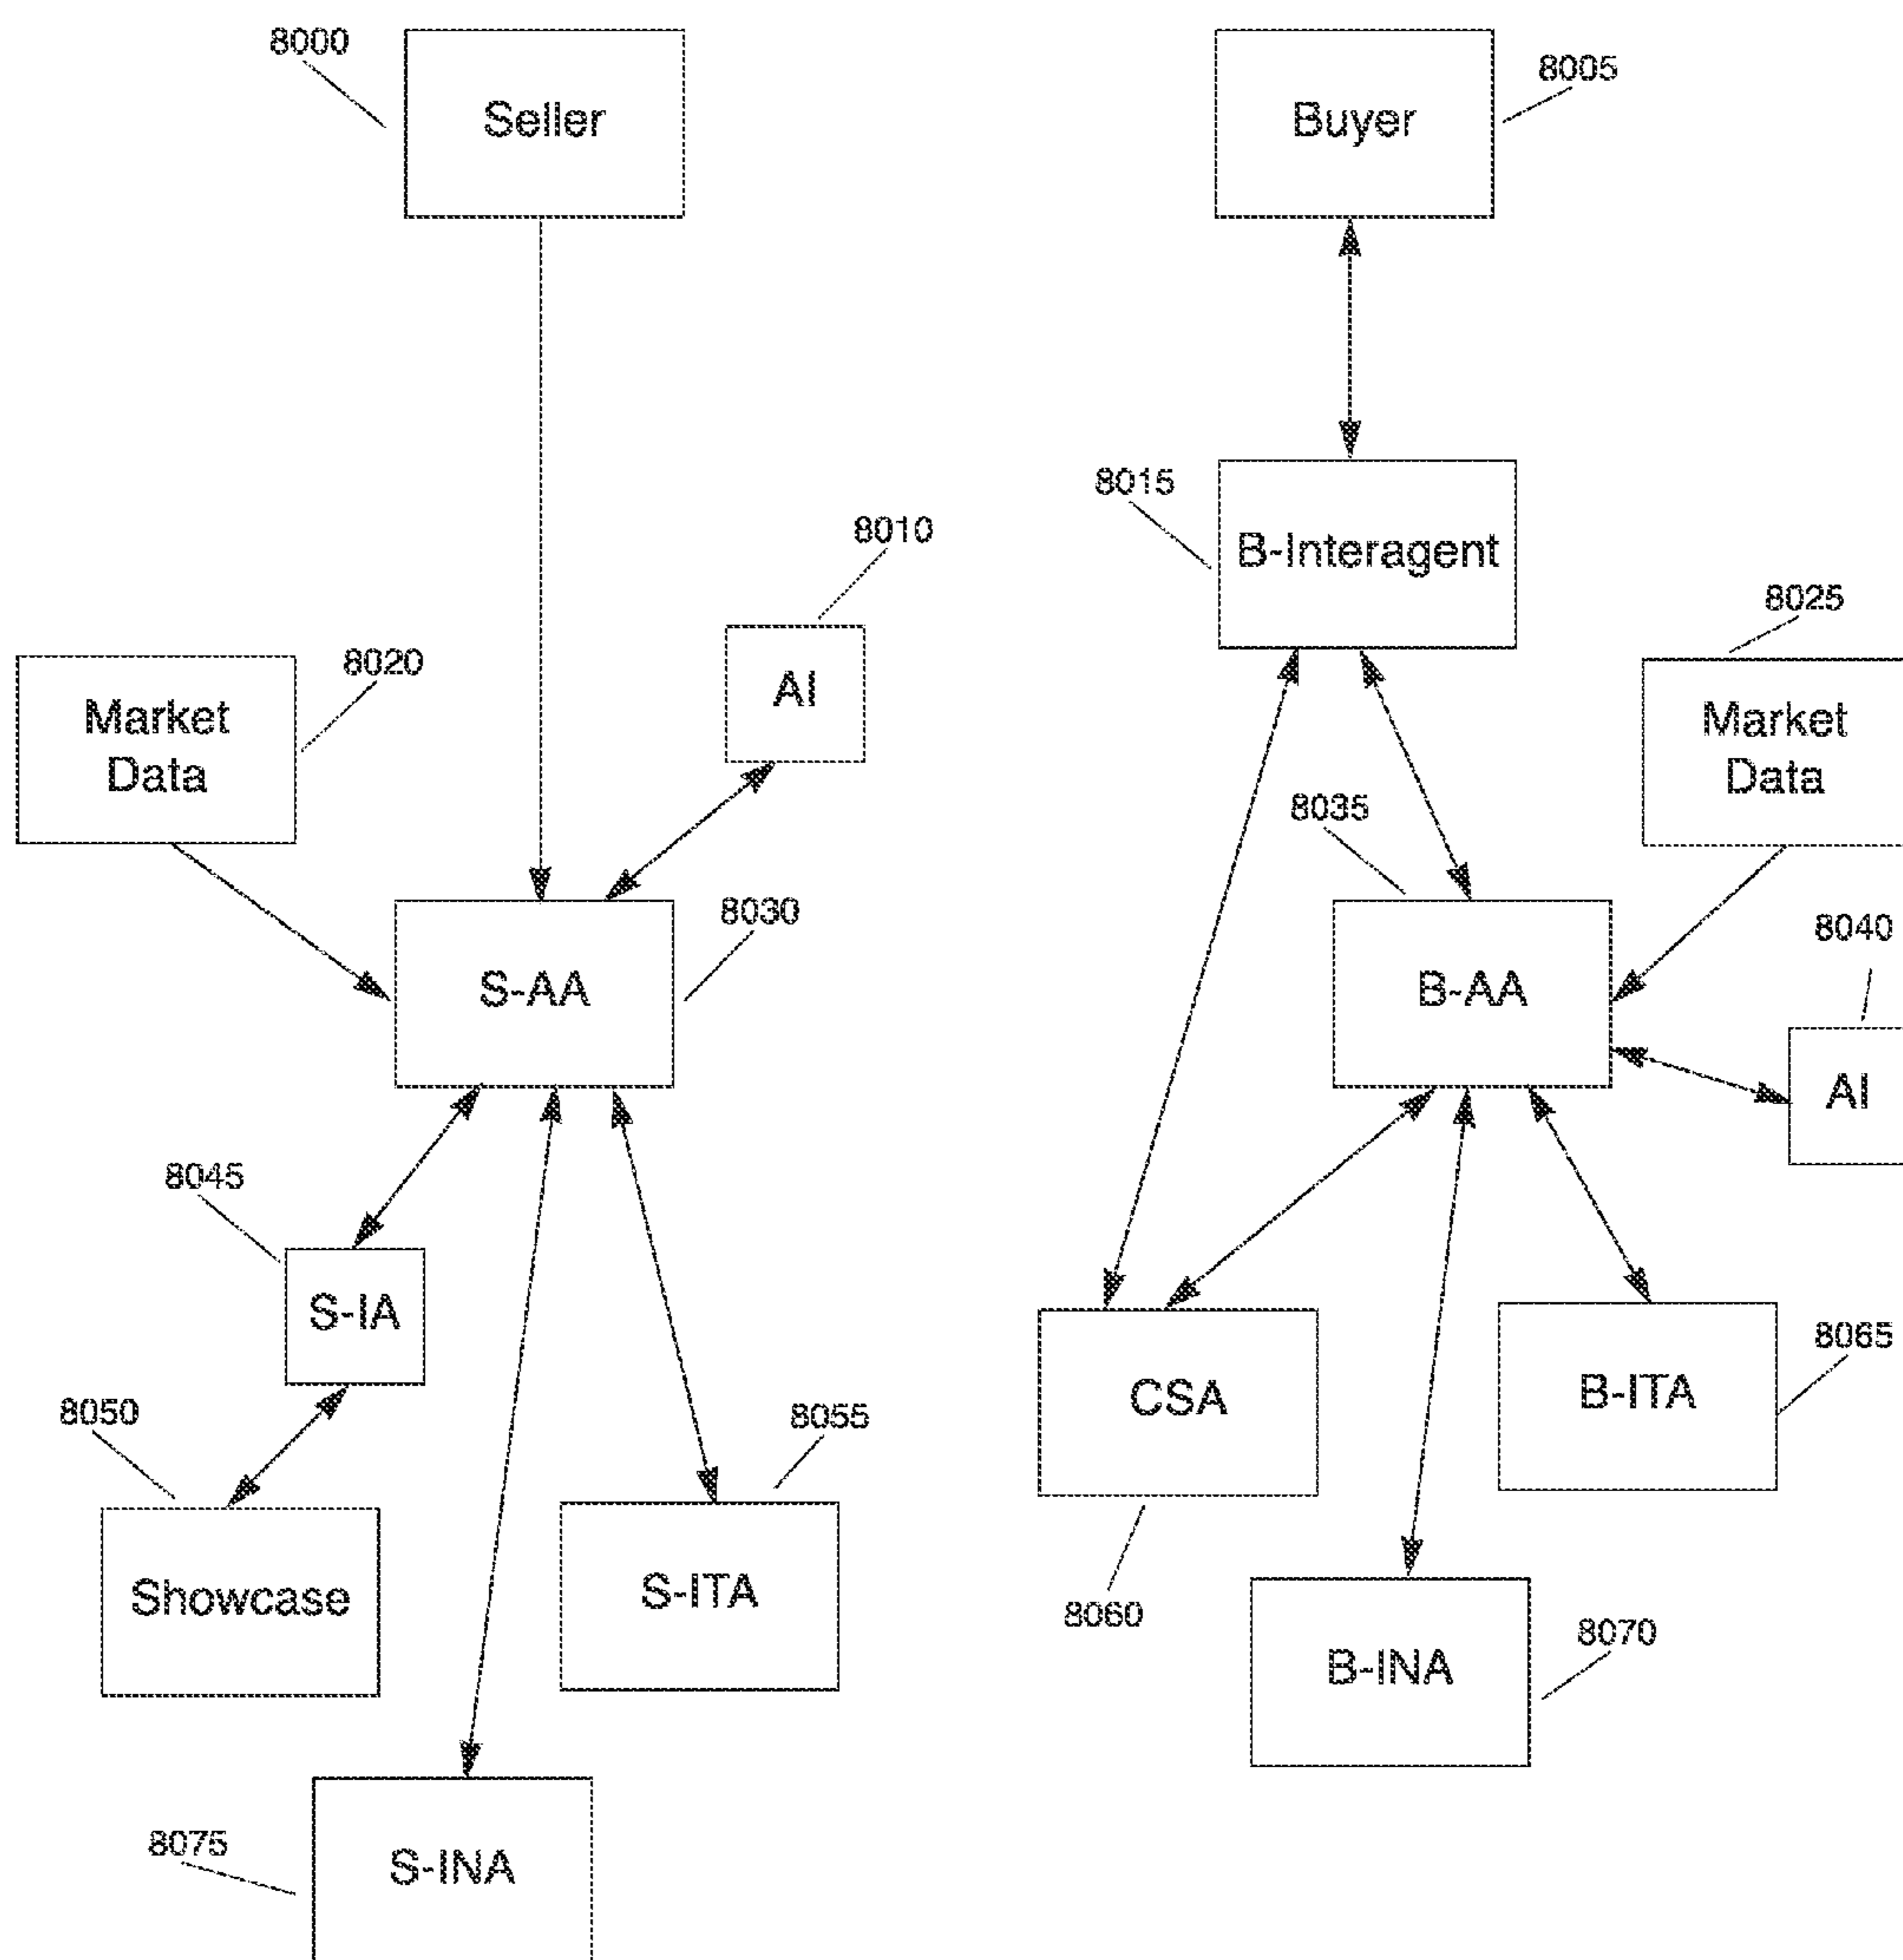 8000
Seller
Buyer
8005
8015
B-Interagent
8010
AI
8025
Market
Data
8020
Market
Data
8035
8030
S-AA
B-AA
8040
AI
8045
S-IA
8050
Showcase
8055
S-ITA
CSA
8060
B-ITA
8065
B-INA
8070
8075
S-INA